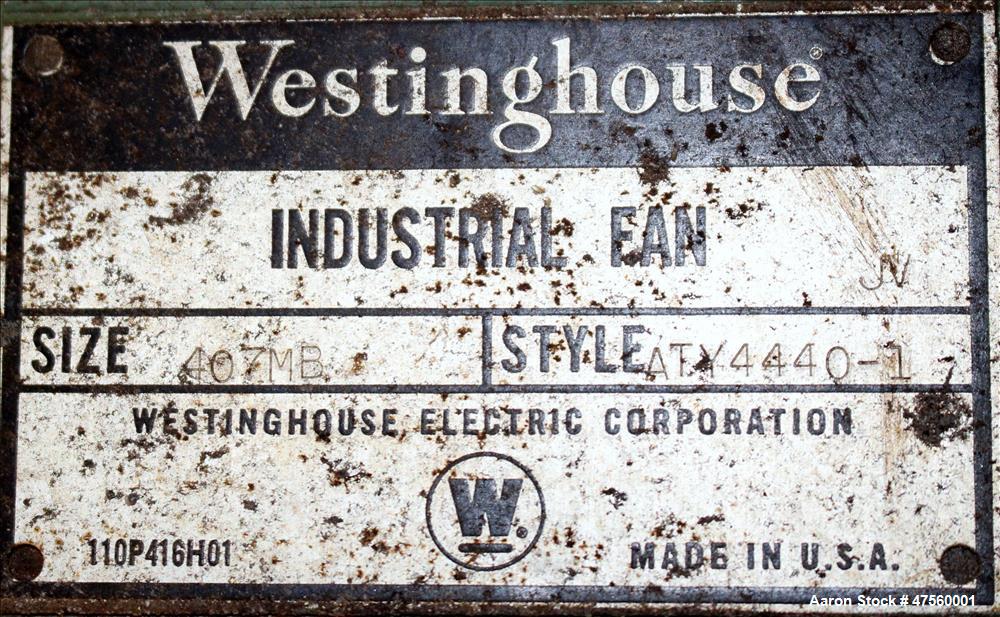 Westinghouse®
INDUSTRIAL FAN
JV
SIZE 407MB STYLE ATY4440-1
WESTINGHOUSE ELECTRIC CORPORATION
W
110P416H01 MADE IN U.S.A.
Aaron Stock # 47560001